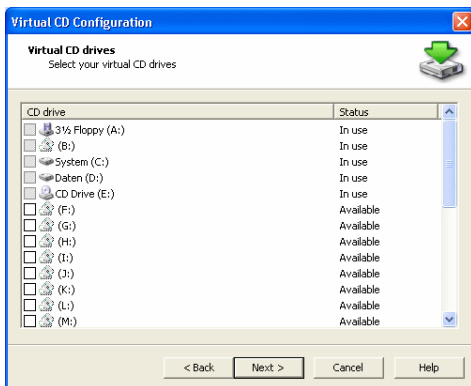 Virtual CD Configuration
Virtual CD drives
Select your virtual CD drives
CD drive Status
3½ Floppy (A:) In use
(B:) In use
System (C:) In use
Daten (D:) In use
CD Drive (E:) In use
(F:) Available
(G:) Available
(H:) Available
(I:) Available
(J:) Available
(K:) Available
(L:) Available
(M:) Available
< Back Next > Cancel Help